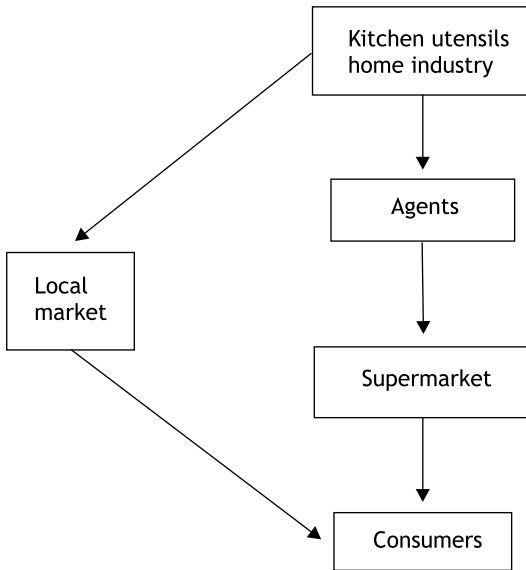 Kitchen utensils
home industry
Agents
Local
market
Supermarket
Consumers